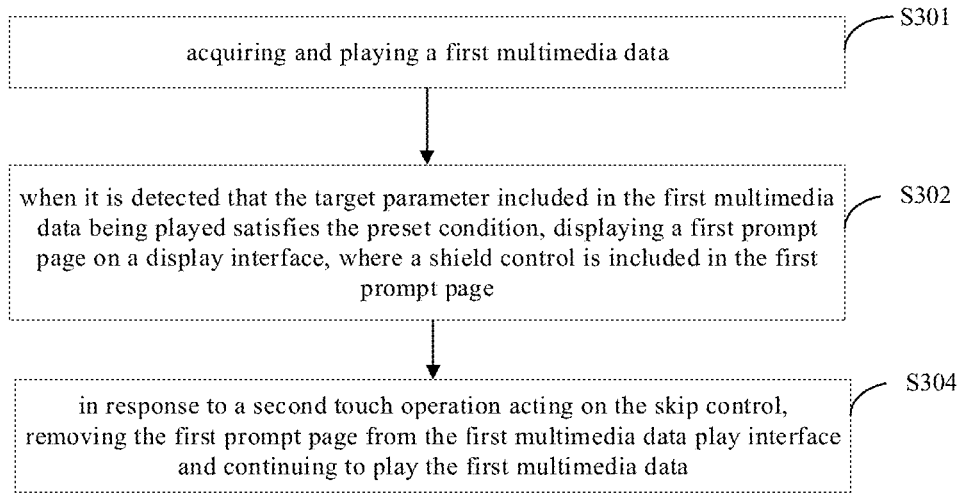 S301
acquiring and playing a first multimedia data
S302
when it is detected that the target parameter included in the first multimedia
data being played satisfies the preset condition, displaying a first prompt
page on a display interface, where a shield control is included in the first
prompt page
S304
in response to a second touch operation acting on the skip control,
removing the first prompt page from the first multimedia data play interface
and continuing to play the first multimedia data